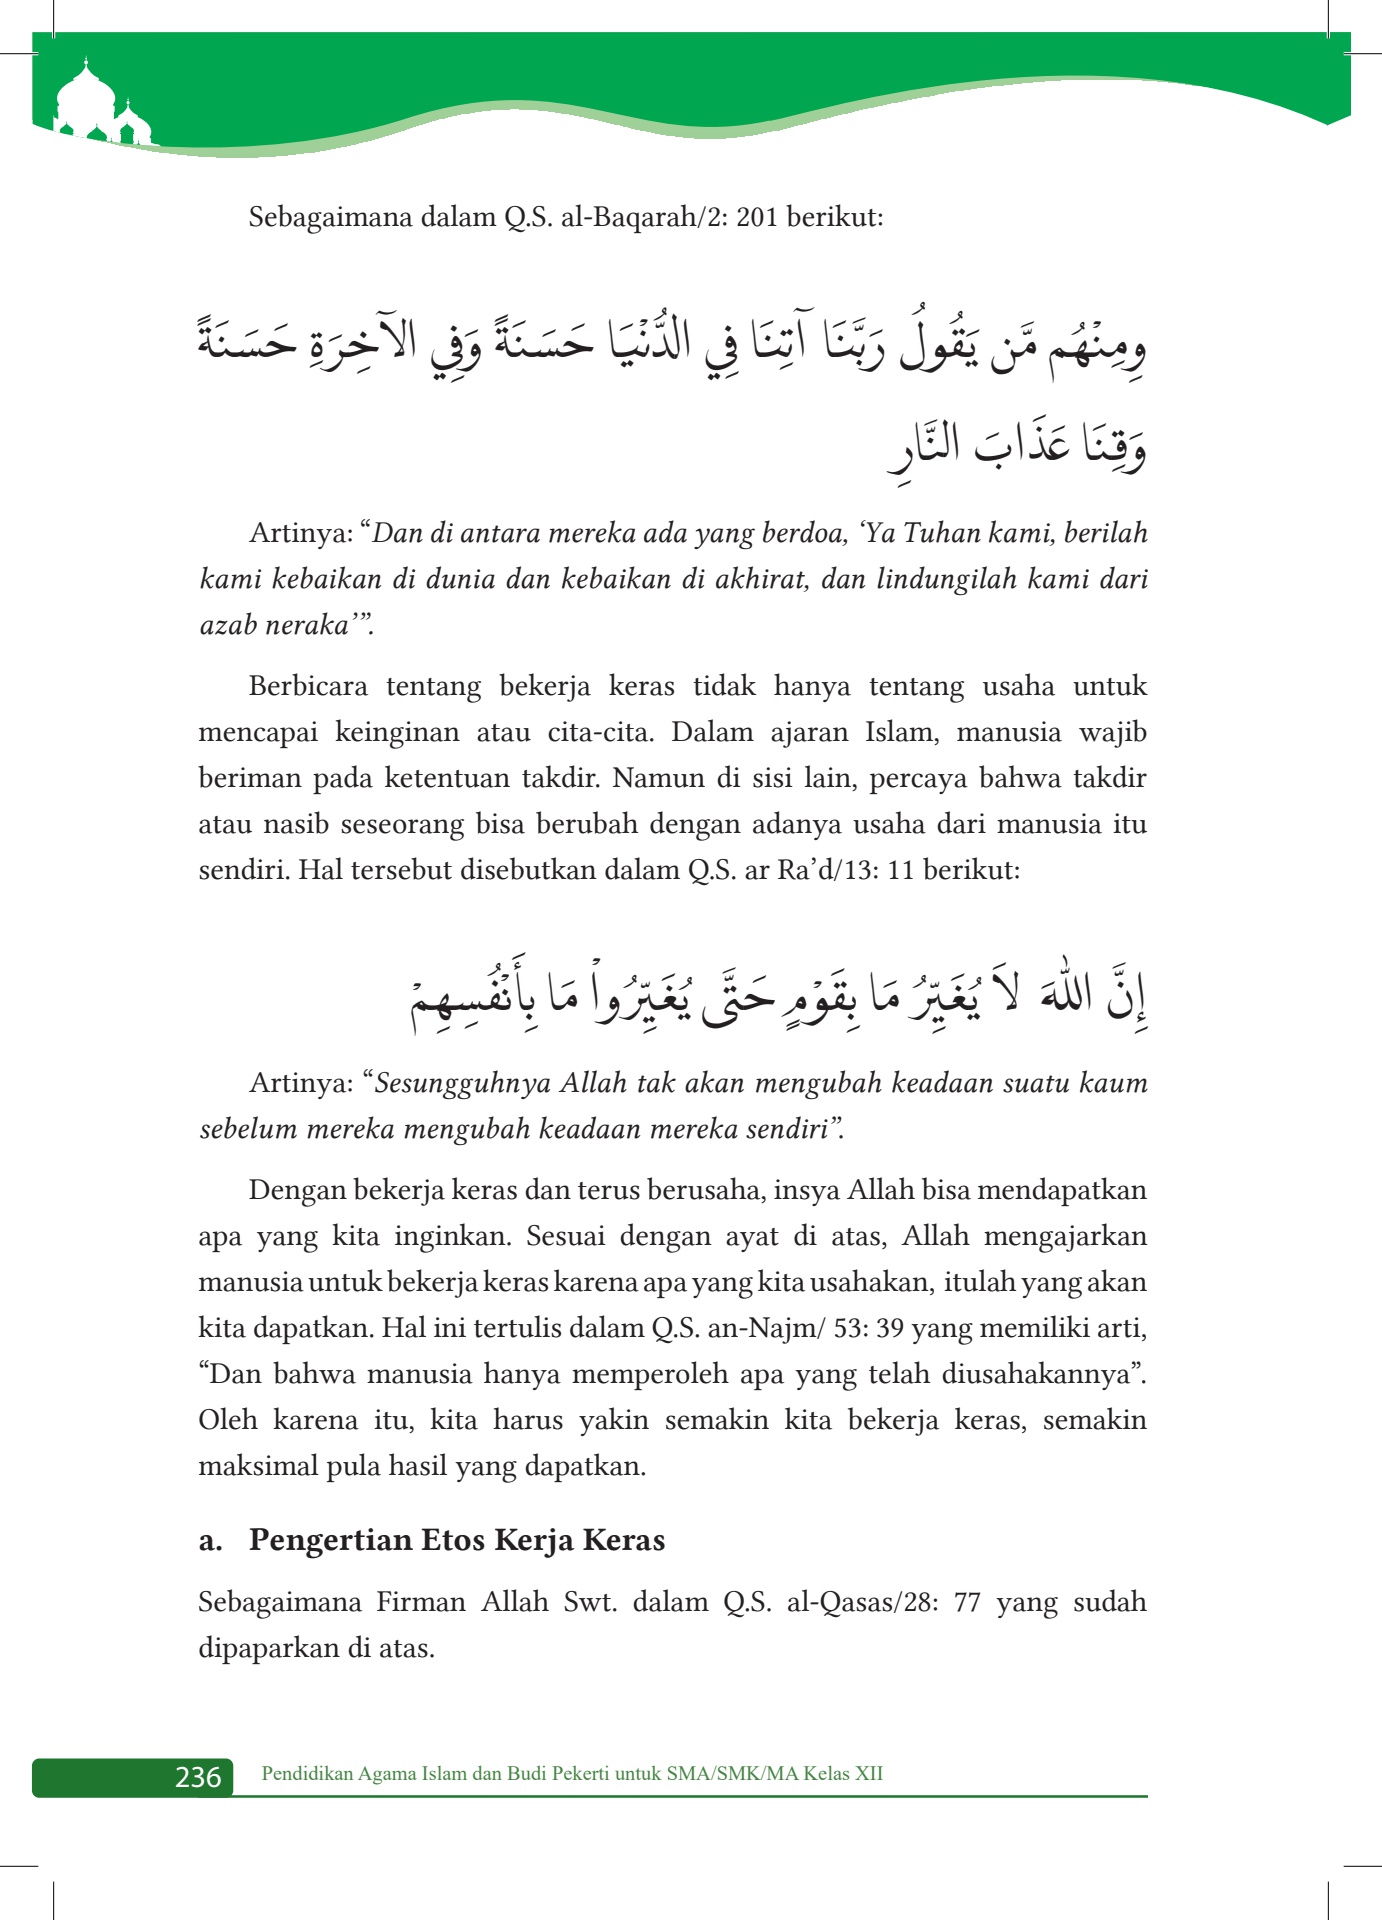 Sebagaimana dalam Q.S. al-Baqarah/2: 201 berikut:
وِمِنْهُم مَّن يَقُولُ رَبَّنَا آتِنَا فِي الدُّنْيَا حَسَنَةً وَفِي الآخِرَةِ حَسَنَةً
وَقِنَا عَذَابَ النَّارِ
Artinya: “Dan di antara mereka ada yang berdoa, ‘Ya Tuhan kami, berilah
kami kebaikan di dunia dan kebaikan di akhirat, dan lindungilah kami dari
azab neraka’”.
Berbicara tentang bekerja keras tidak hanya tentang usaha untuk
mencapai keinginan atau cita-cita. Dalam ajaran Islam, manusia wajib
beriman pada ketentuan takdir. Namun di sisi lain, percaya bahwa takdir
atau nasib seseorang bisa berubah dengan adanya usaha dari manusia itu
sendiri. Hal tersebut disebutkan dalam Q.S. ar Ra’d/13: 11 berikut:
إِنَّ اللّهَ لاَ يُغَيِّرُ مَا بِقَوْمٍ حَتَّى يُغَيِّرُواْ مَا بِأَنْفُسِهِمْ
Artinya: “Sesungguhnya Allah tak akan mengubah keadaan suatu kaum
sebelum mereka mengubah keadaan mereka sendiri”.
Dengan bekerja keras dan terus berusaha, insya Allah bisa mendapatkan
apa yang kita inginkan. Sesuai dengan ayat di atas, Allah mengajarkan
manusia untuk bekerja keras karena apa yang kita usahakan, itulah yang akan
kita dapatkan. Hal ini tertulis dalam Q.S. an-Najm/ 53: 39 yang memiliki arti,
“Dan bahwa manusia hanya memperoleh apa yang telah diusahakannya”.
Oleh karena itu, kita harus yakin semakin kita bekerja keras, semakin
maksimal pula hasil yang dapatkan.
a. Pengertian Etos Kerja Keras
Sebagaimana Firman Allah Swt. dalam Q.S. al-Qasas/28: 77 yang sudah
dipaparkan di atas.
236 Pendidikan Agama Islam dan Budi Pekerti untuk SMA/SMK/MA Kelas XII